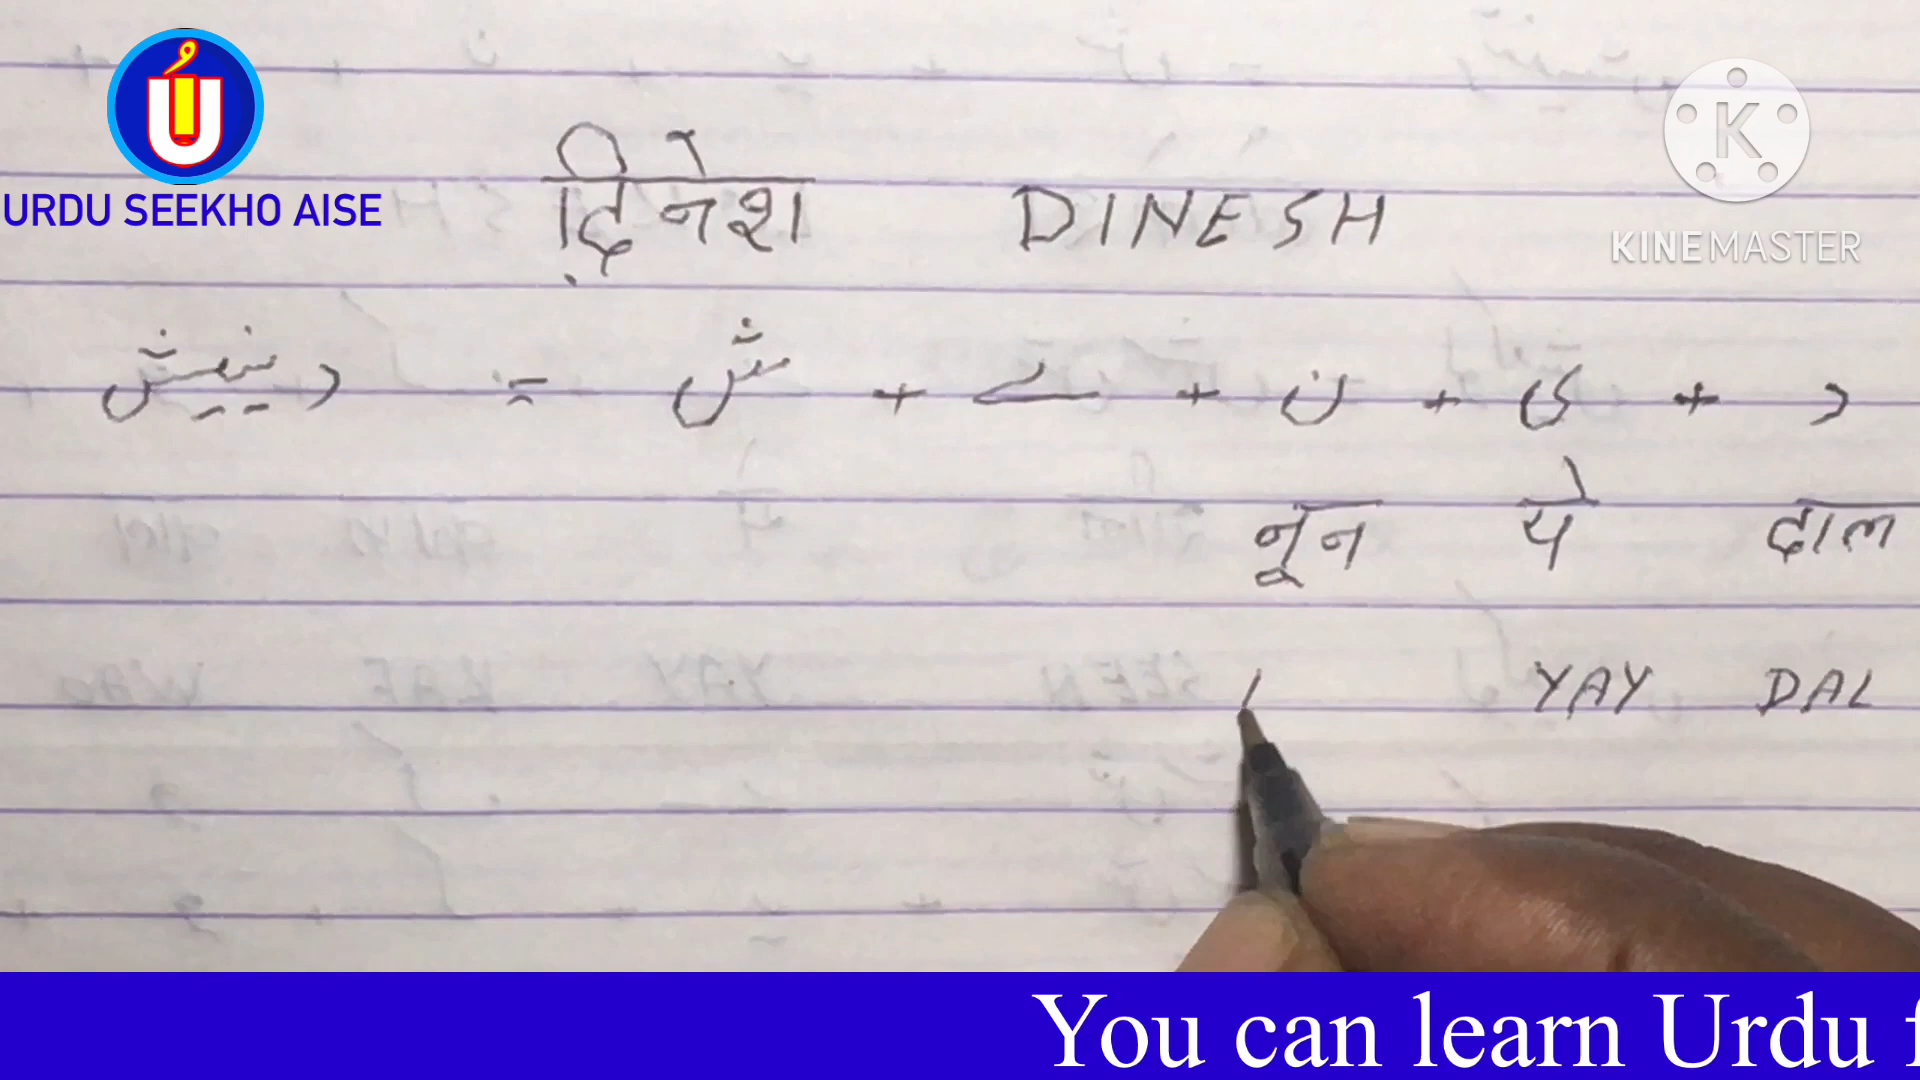 URDU SEEKHO AISE
KINEMASTER
दिनेश DINESH
د + ی + ن + ے + ش = دینیش
दाल ये नून
DAL YAY
You can learn Urdu f